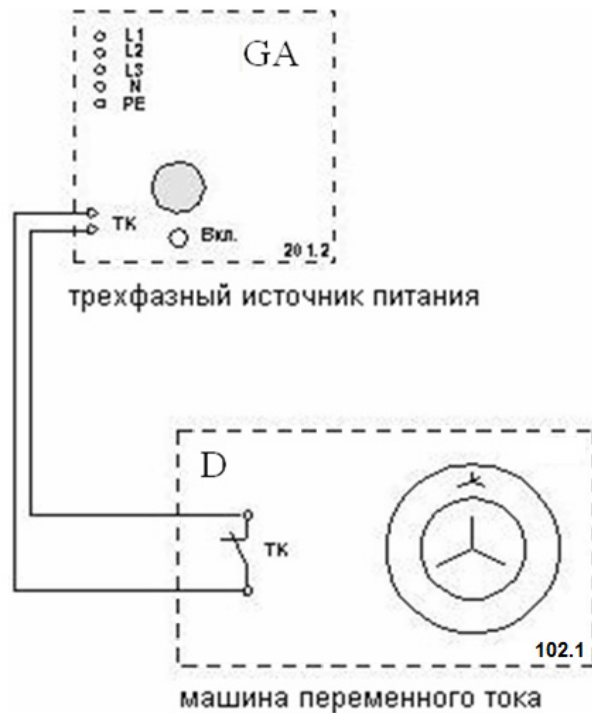 L1
GA
L2
L3
N
PE
ТК
Вкл.
201.2
трехфазный источник питания
D
ТК
102.1
машина переменного тока